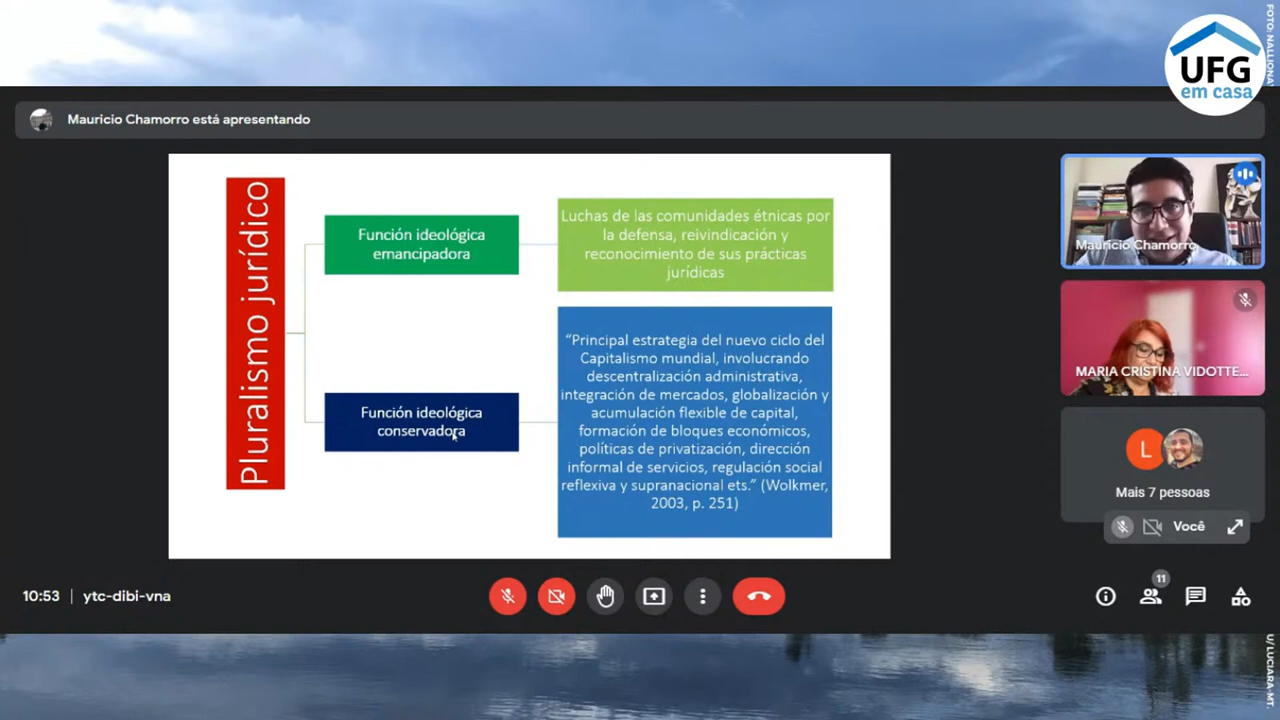 FOTO: NALLIONA
UFG
em casa
Mauricio Chamorro está apresentando
Pluralismo jurídico
Función ideológica
emancipadora
Luchas de las comunidades étnicas por
la defensa, reivindicación y
reconocimiento de sus prácticas
jurídicas
Función ideológica
conservadora
“Principal estrategia del nuevo ciclo del
Capitalismo mundial, involucrando
descentralización administrativa,
integración de mercados, globalización y
acumulación flexible de capital,
formación de bloques económicos,
políticas de privatización, dirección
informal de servicios, regulación social
reflexiva y supranacional ets.” (Wolkmer,
2003, p. 251)
Mauricio Chamorro
MARIA CRISTINA VIDOTTE...
L
Mais 7 pessoas
Você
10:53 | ytc-dibi-vna
11
U/ LUCIARA-MT.